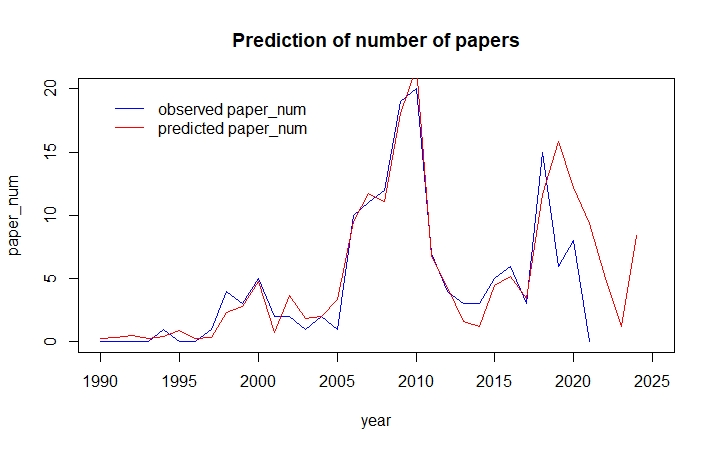 Prediction of number of papers
observed paper_num
predicted paper_num
paper_num
20
15
10
5
0
1990 1995 2000 2005 2010 2015 2020 2025
year